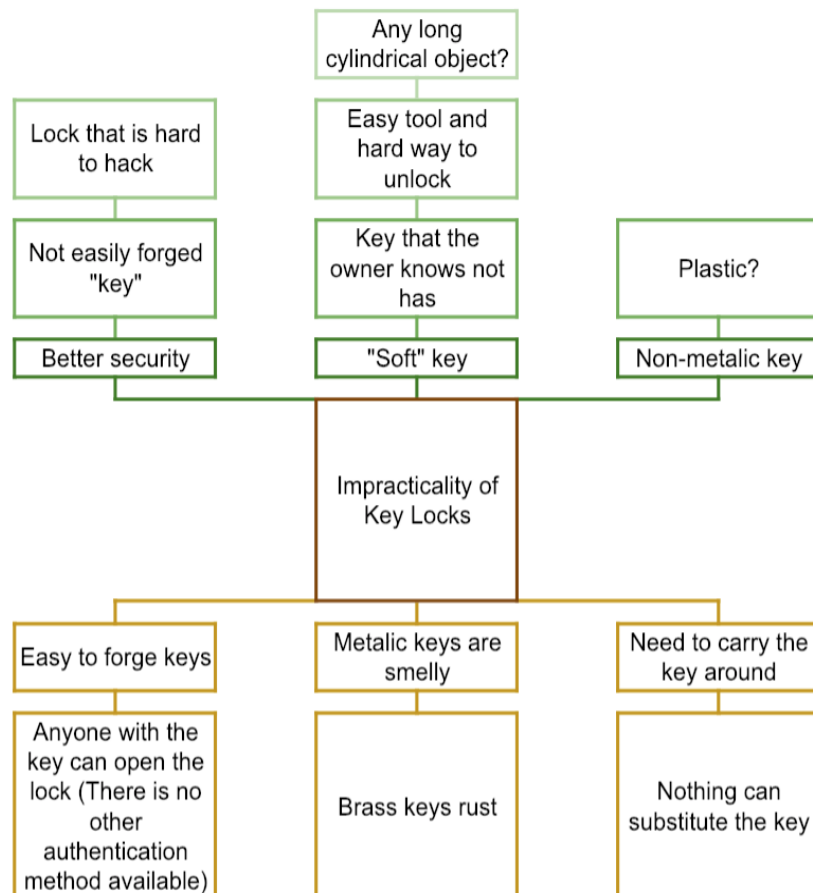 Any long
cylindrical object?
Lock that is hard
to hack
Easy tool and
hard way to
unlock
Not easily forged
"key"
Key that the
owner knows not
has
Plastic?
Better security
"Soft" key
Non-metalic key
Impracticality of
Key Locks
Easy to forge keys
Metalic keys are
smelly
Need to carry the
key around
Anyone with the
key can open the
lock (There is no
other
authentication
method available)
Brass keys rust
Nothing can
substitute the key